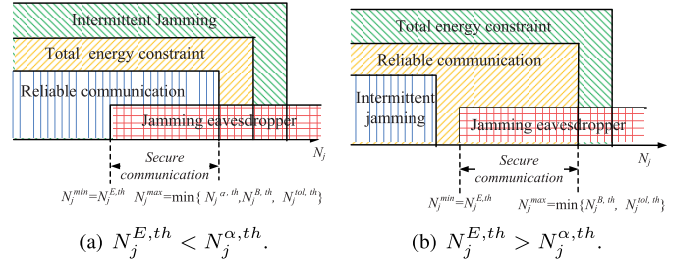 Intermittent Jamming
Total energy constraint
Reliable communication
Jamming eavesdropper
N_j
Secure
communication
N_j^{min}=N_j^{E,th} N_j^{max}=min{ N_j^{α,th},N_j^{B,th}, N_j^{tol,th}}
(a) N_j^{E,th} < N_j^{α,th}.
Total energy constraint
Reliable communication
Intermittent
jamming
Jamming eavesdropper
N_j
Secure
communication
N_j^{min}=N_j^{E,th}
N_j^{max}=min{N_j^{B,th}, N_j^{tol,th}}
(b) N_j^{E,th} > N_j^{α,th}.